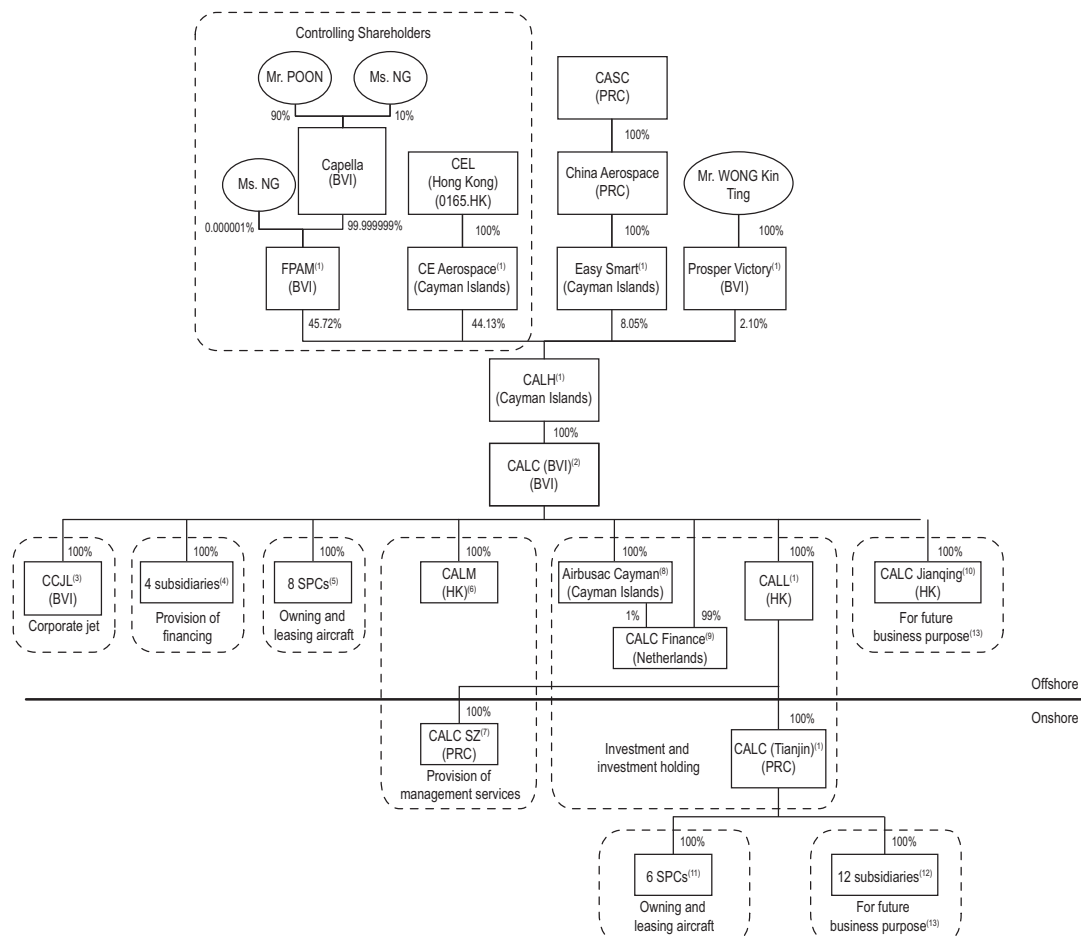 Controlling Shareholders
Mr. POON
Ms. NG
CASC
(PRC)
90%
10%
100%
Ms. NG
Capella
(BVI)
CEL
(Hong Kong)
(0165.HK)
China Aerospace
(PRC)
Mr. WONG Kin
Ting
0.000001%
99.999999%
100%
100%
100%
FPAM(1)
(BVI)
CE Aerospace(1)
(Cayman Islands)
Easy Smart(1)
(Cayman Islands)
Prosper Victory(1)
(BVI)
45.72%
44.13%
8.05%
2.10%
CALH(1)
(Cayman Islands)
100%
CALC (BVI)(2)
(BVI)
100%
100%
100%
100%
100%
100%
100%
CCJL(3)
(BVI)
Corporate jet
4 subsidiaries(4)
Provision of
financing
8 SPCs(5)
Owning and
leasing aircraft
CALM
(HK)(6)
Airbusac Cayman(8)
(Cayman Islands)
CALL(1)
(HK)
CALC Jianqing(10)
(HK)
For future
business purpose(13)
1%
99%
CALC Finance(9)
(Netherlands)
Offshore
Onshore
100%
100%
CALC SZ(7)
(PRC)
Provision of
management services
Investment and
investment holding
CALC (Tianjin)(1)
(PRC)
100%
100%
6 SPCs(11)
Owning and
leasing aircraft
12 subsidiaries(12)
For future
business purpose(13)